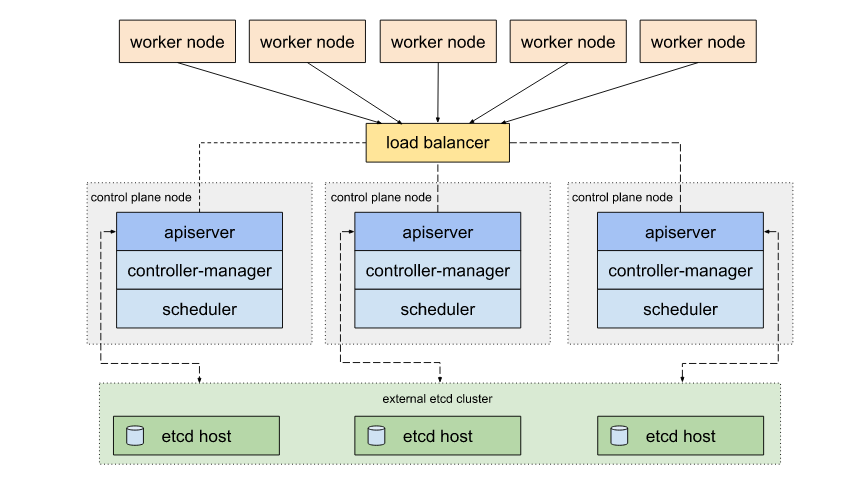 worker node
worker node
worker node
worker node
worker node
load balancer
control plane node
control plane node
control plane node
apiserver
apiserver
apiserver
controller-manager
controller-manager
controller-manager
scheduler
scheduler
scheduler
external etcd cluster
etcd host
etcd host
etcd host